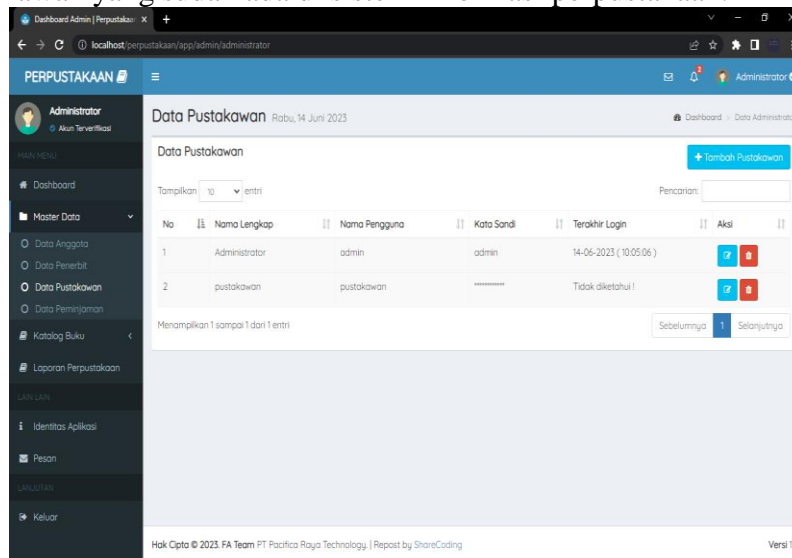 Dashboard Admin | Perpustakaa
localhost/perpustakaan/app/admin/administrator
PERPUSTAKAAN
Administrator
Administrator
Akun Terverifikasi
Data Pustakawan Rabu, 14 Juni 2023
Dashboard > Data Administrato
MAIN MENU
Dashboard
Master Data
Data Anggota
Data Penerbit
Data Pustakawan
Data Peminjaman
Katalog Buku
Laporan Perpustakaan
LAIN LAIN
Identitas Aplikasi
Pesan
LANJUTAN
Keluar
Data Pustakawan
+ Tambah Pustakawan
Tampilkan 10 entri
Pencarian:
No Nama Lengkap Nama Pengguna Kata Sandi Terakhir Login Aksi
1 Administrator admin admin 14-06-2023 ( 10:05:06 )
2 pustakawan pustakawan ************ Tidak diketahui !
Menampilkan 1 sampai 1 dari 1 entri
Sebelumnya 1 Selanjutnya
Hak Cipta © 2023. FA Team PT Pacifica Raya Technology. | Repost by ShareCoding
Versi 1